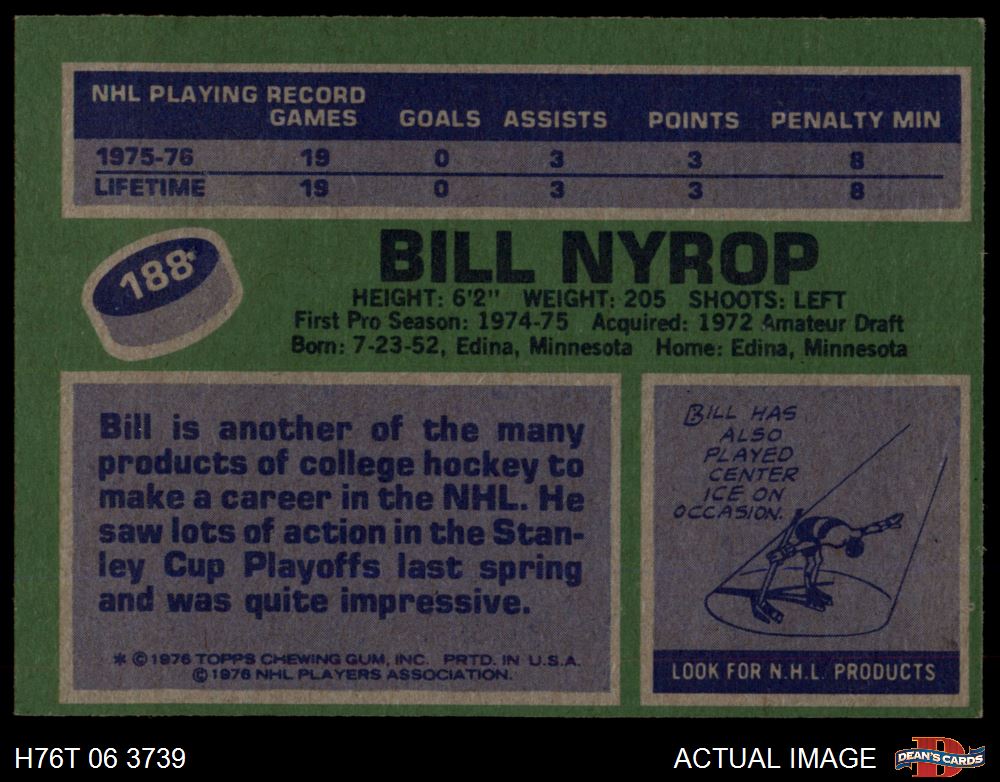 NHL PLAYING RECORD
GAMES GOALS ASSISTS POINTS PENALTY MIN
1975-76 19 0 3 3 8
LIFETIME 19 0 3 3 8
188*
BILL NYROP
HEIGHT: 6'2" WEIGHT: 205 SHOOTS: LEFT
First Pro Season: 1974-75 Acquired: 1972 Amateur Draft
Born: 7-23-52, Edina, Minnesota Home: Edina, Minnesota
Bill is another of the many
products of college hockey to
make a career in the NHL. He
saw lots of action in the Stan-
ley Cup Playoffs last spring
and was quite impressive.
* © 1976 TOPPS CHEWING GUM, INC. PRTD. IN U.S.A.
© 1976 NHL PLAYERS ASSOCIATION.
BILL HAS
ALSO
PLAYED
CENTER
ICE ON
OCCASION.
LOOK FOR N.H.L. PRODUCTS
H76T 06 3739
ACTUAL IMAGE
D
DEAN'S CARDS